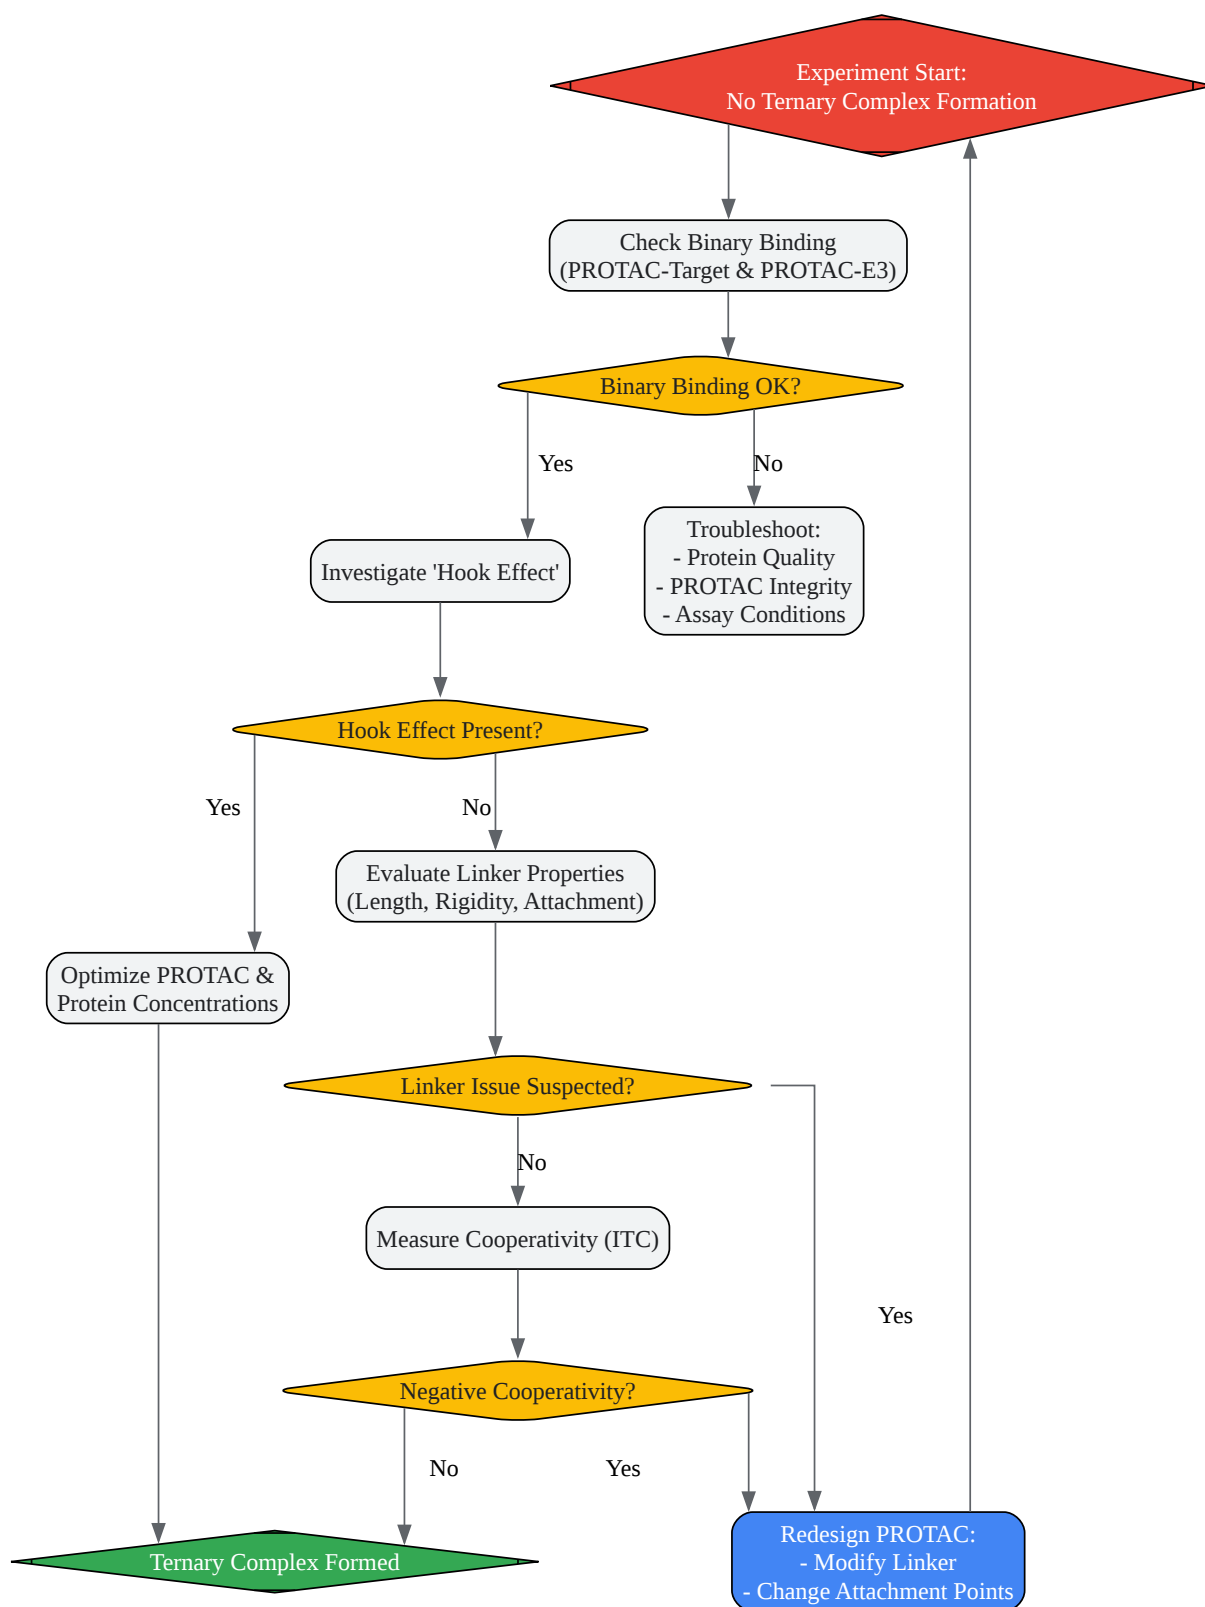 Experiment Start:
No Ternary Complex Formation
Check Binary Binding
(PROTAC-Target & PROTAC-E3)
Binary Binding OK?
Yes
No
Troubleshoot:
- Protein Quality
- PROTAC Integrity
- Assay Conditions
Investigate 'Hook Effect'
Hook Effect Present?
Yes
No
Evaluate Linker Properties
(Length, Rigidity, Attachment)
Optimize PROTAC &
Protein Concentrations
Linker Issue Suspected?
No
Measure Cooperativity (ITC)
Yes
Negative Cooperativity?
No
Yes
Ternary Complex Formed
Redesign PROTAC:
- Modify Linker
- Change Attachment Points